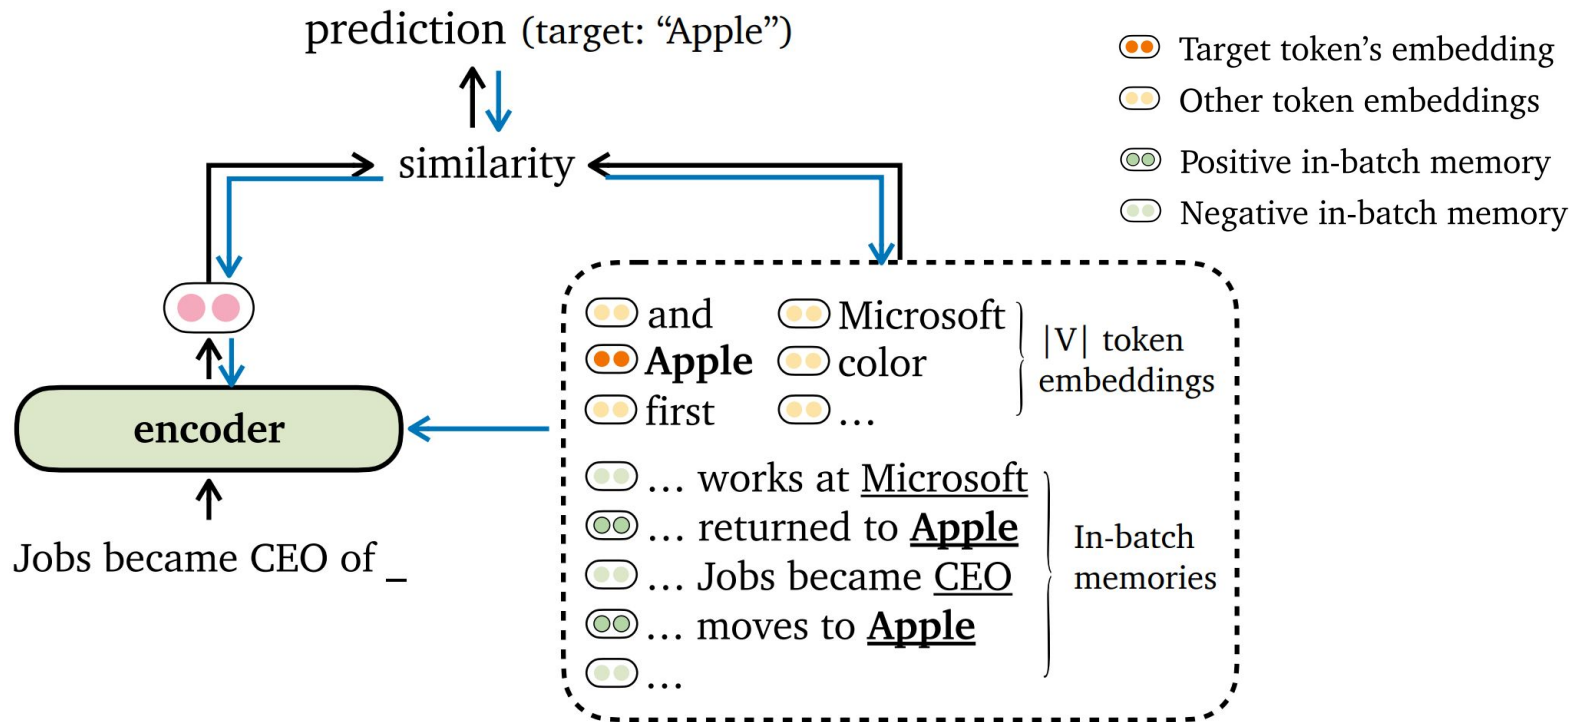 prediction (target: “Apple”)
similarity
Target token’s embedding
Other token embeddings
Positive in-batch memory
Negative in-batch memory
encoder
Jobs became CEO of _
and
Microsoft
Apple
color
first
…
|V| token
embeddings
… works at Microsoft
… returned to Apple
… Jobs became CEO
… moves to Apple
…
In-batch
memories